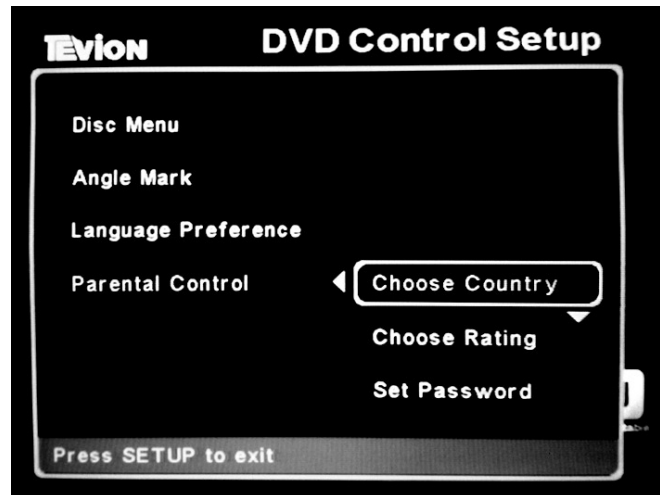 TEVION
DVD Control Setup
Disc Menu
Angle Mark
Language Preference
Parental Control
Choose Country
Choose Rating
Set Password
Press SETUP to exit